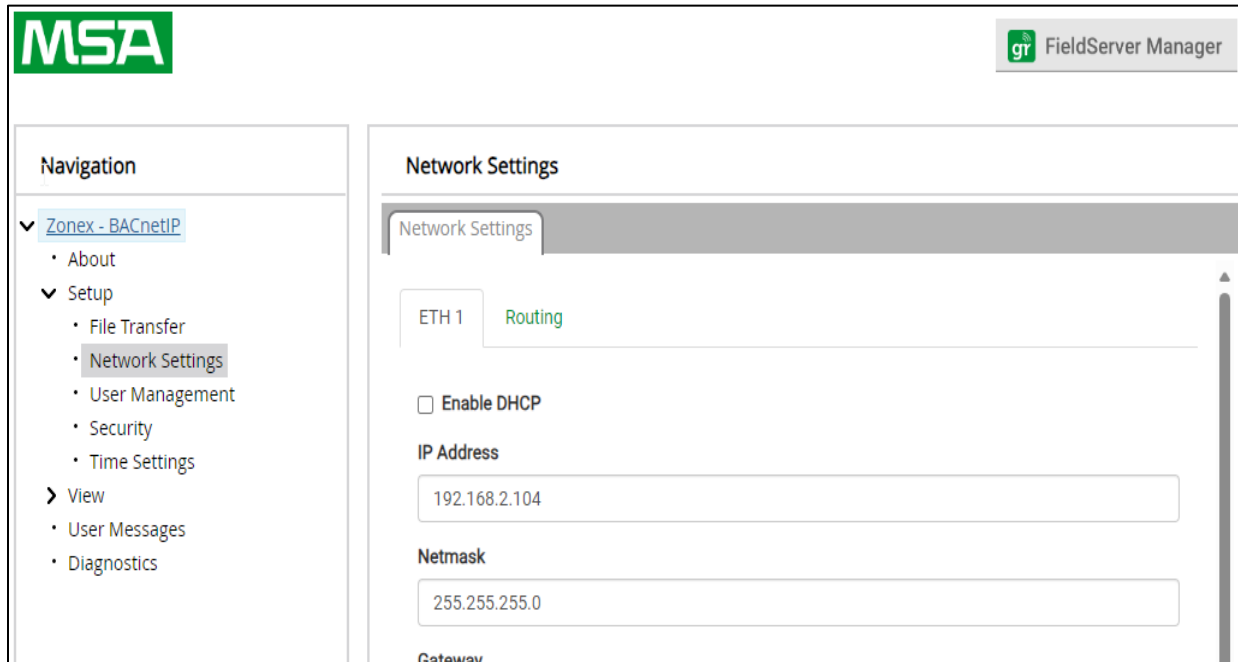 MSA
gr FieldServer Manager
Navigation
Zonex - BACnetIP
About
Setup
File Transfer
Network Settings
User Management
Security
Time Settings
View
User Messages
Diagnostics
Network Settings
Network Settings
ETH 1 Routing
Enable DHCP
IP Address
192.168.2.104
Netmask
255.255.255.0
Gateway